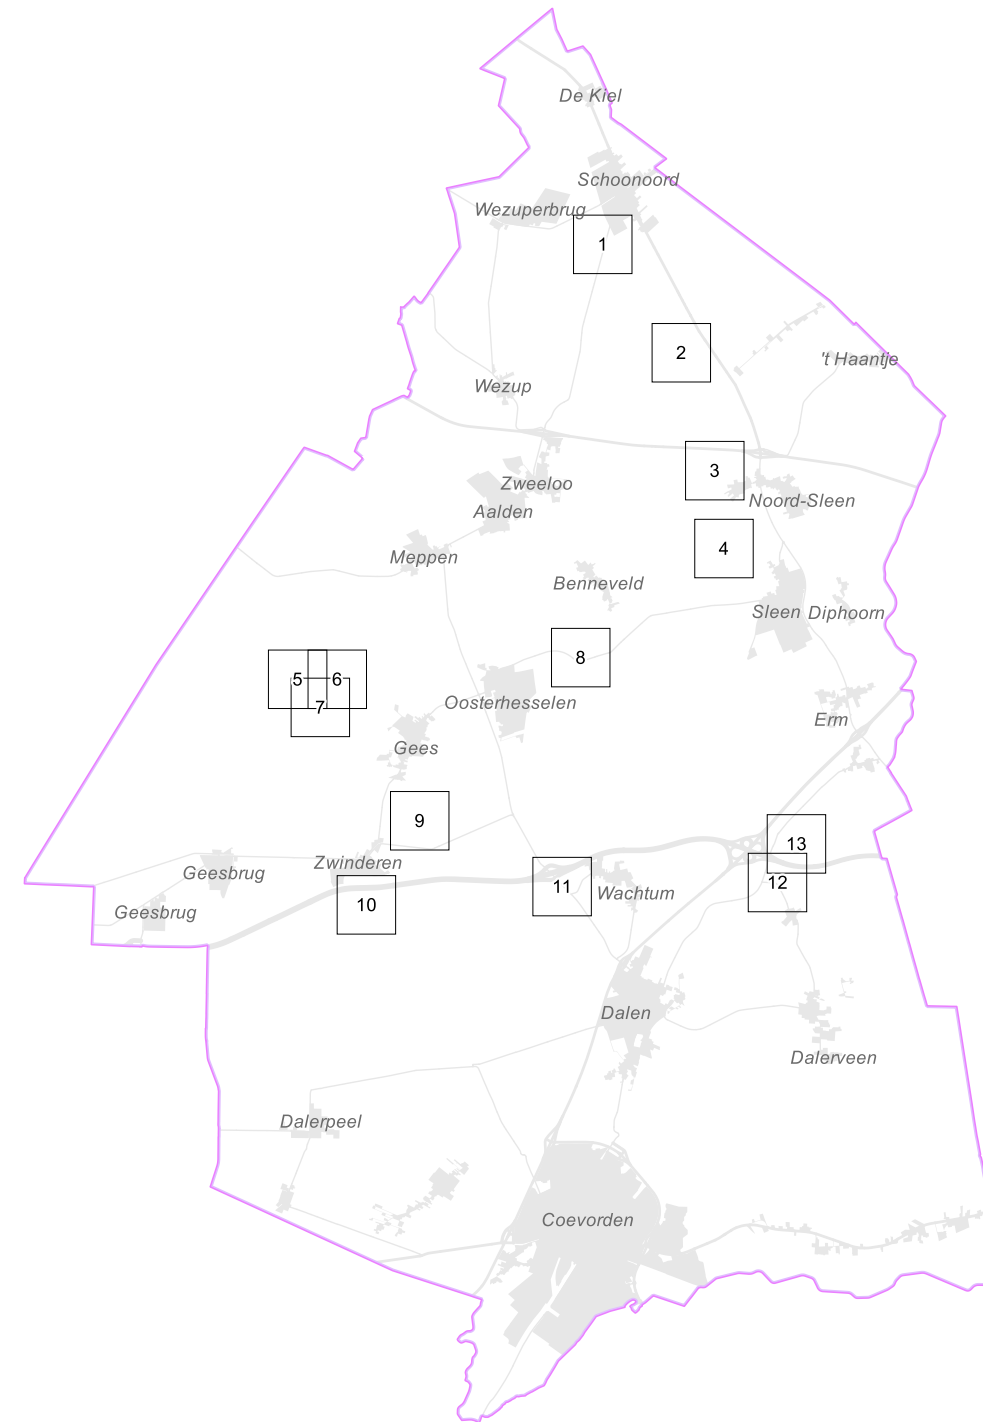 De Kiel
Schoonoord
Wezuperbrug
1
2
't Haantje
Wezup
3
Zweeloo
Noord-Sleen
Aalden
4
Meppen
Benneveld
Sleen
Diphoorn
8
5
6
7
Oosterhesselen
Erm
Gees
9
13
Zwinderen
Geesbrug
12
11
Wachtum
10
Geesbrug
Dalen
Dalerveen
Dalerpeel
Coevorden